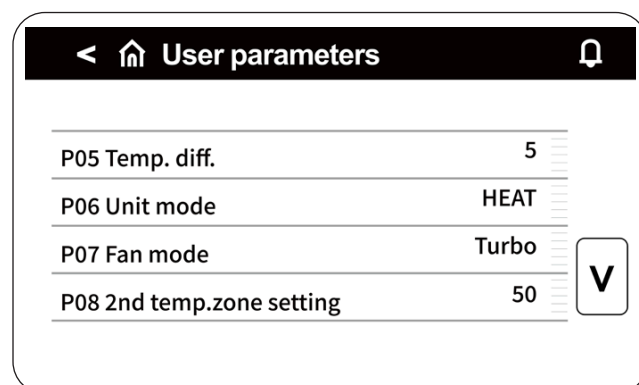 < User parameters
P05 Temp. diff. 5
P06 Unit mode HEAT
P07 Fan mode Turbo
P08 2nd temp.zone setting 50
V